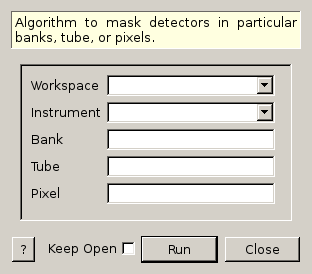 Algorithm to mask detectors in particular
banks, tube, or pixels.
Workspace
Instrument
Bank
Tube
Pixel
? Keep Open Run Close